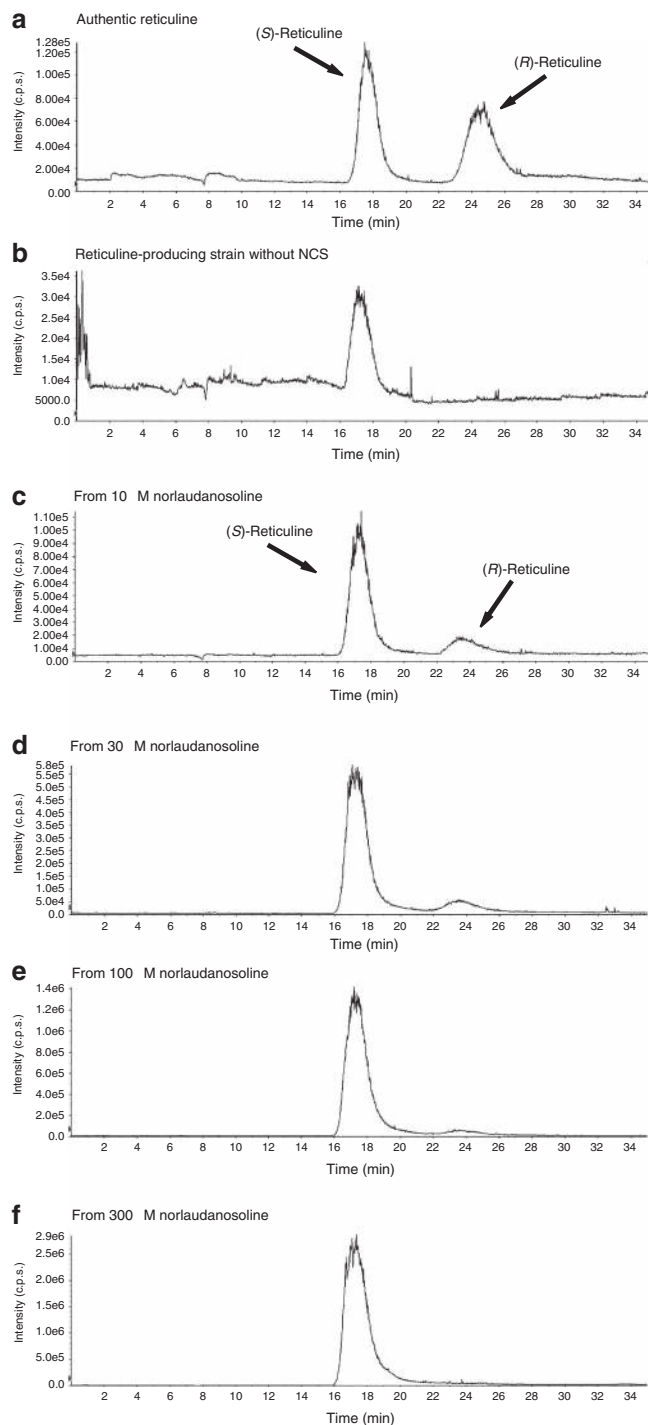 a Authentic reticuline
(S)-Reticuline
(R)-Reticuline
Intensity (c.p.s.)
1.28e5
1.20e5
1.00e5
8.00e4
6.00e4
4.00e4
2.00e4
0.00
2 4 6 8 10 12 14 16 18 20 22 24 26 28 30 32 34
Time (min)
b Reticuline-producing strain without NCS
Intensity (c.p.s.)
3.5e4
3.0e4
2.5e4
2.0e4
1.5e4
1.0e4
5000.0
0.0
2 4 6 8 10 12 14 16 18 20 22 24 26 28 30 32 34
Time (min)
c From 10 M norlaudanosoline
(S)-Reticuline
(R)-Reticuline
Intensity (c.p.s.)
1.10e5
1.00e5
9.00e4
8.00e4
7.00e4
6.00e4
5.00e4
4.00e4
3.00e4
2.00e4
1.00e4
0.00
2 4 6 8 10 12 14 16 18 20 22 24 26 28 30 32 34
Time (min)
d From 30 M norlaudanosoline
Intensity (c.p.s.)
5.8e5
5.5e5
5.0e5
4.5e5
4.0e5
3.5e5
3.0e5
2.5e5
2.0e5
1.5e5
1.0e5
5.0e4
0.0
2 4 6 8 10 12 14 16 18 20 22 24 26 28 30 32 34
Time (min)
e From 100 M norlaudanosoline
Intensity (c.p.s.)
1.4e6
1.2e6
1.0e6
8.0e5
6.0e5
4.0e5
2.0e5
0.0
2 4 6 8 10 12 14 16 18 20 22 24 26 28 30 32 34
Time (min)
f From 300 M norlaudanosoline
Intensity (c.p.s.)
2.9e6
2.5e6
2.0e6
1.5e6
1.0e6
5.0e5
0.0
2 4 6 8 10 12 14 16 18 20 22 24 26 28 30 32 34
Time (min)